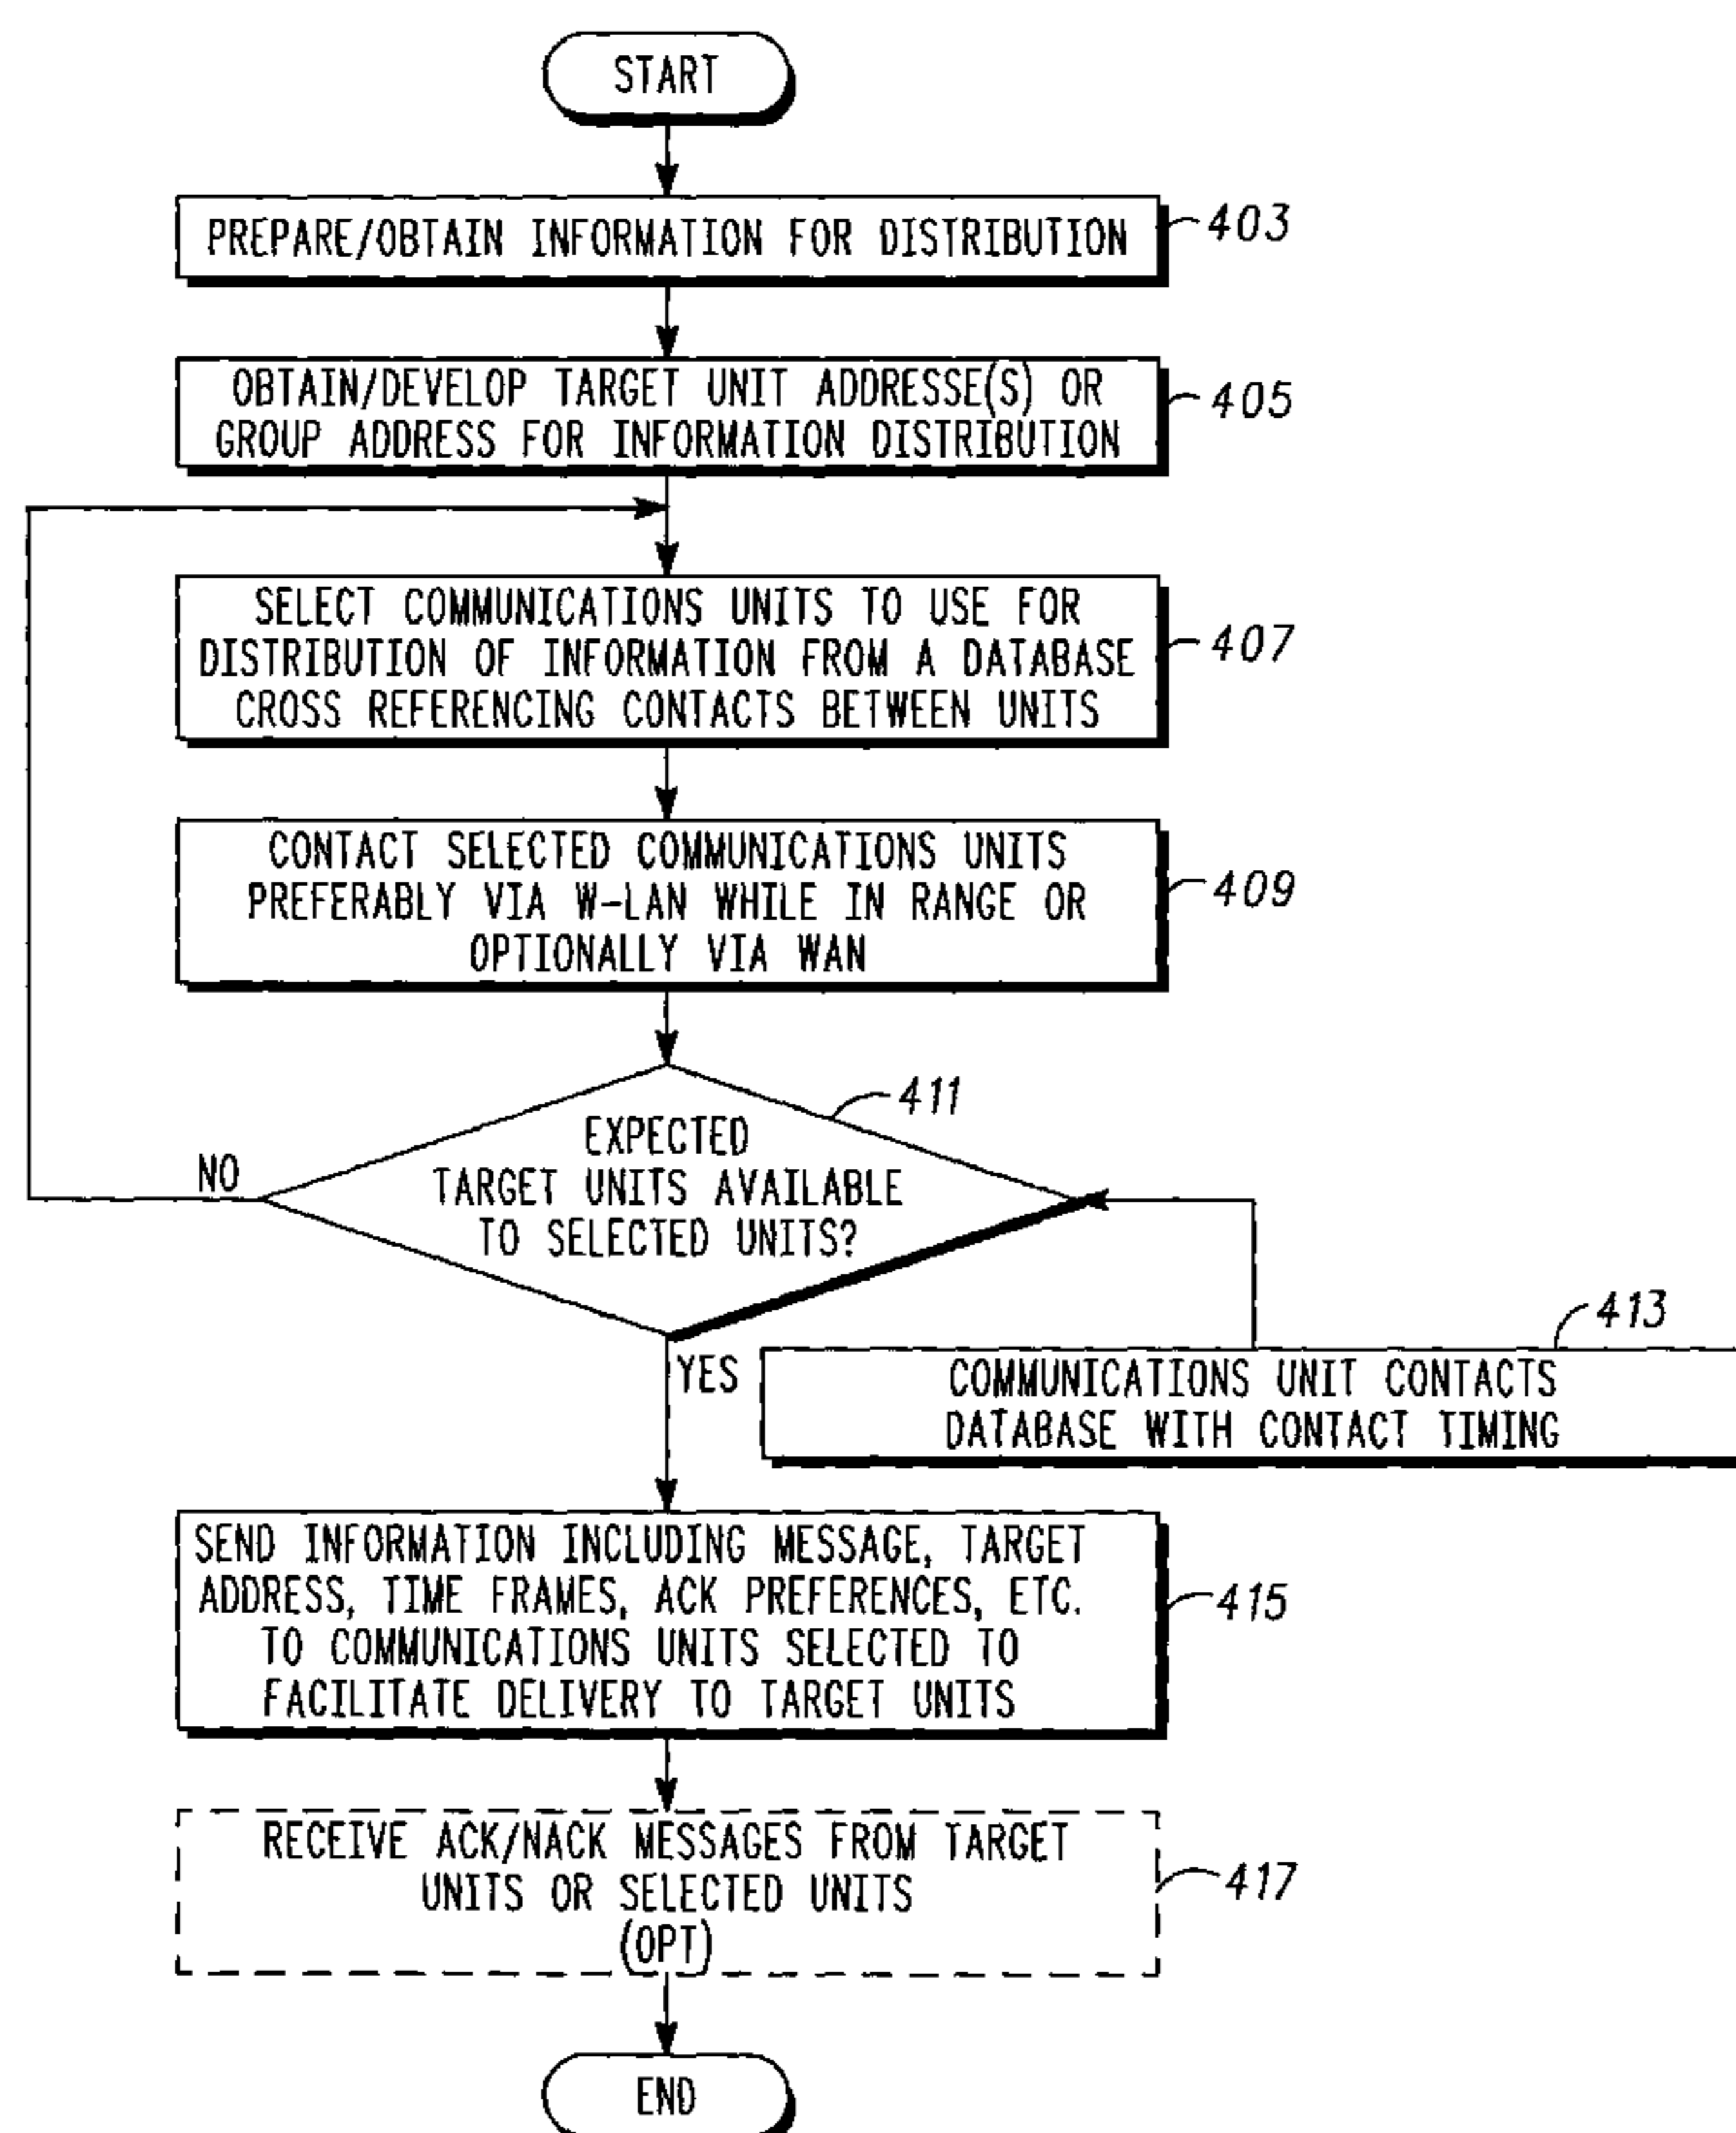 START
PREPARE/OBTAIN INFORMATION FOR DISTRIBUTION
403
OBTAIN/DEVELOP TARGET UNIT ADDRESSE(S) OR
GROUP ADDRESS FOR INFORMATION DISTRIBUTION
405
SELECT COMMUNICATIONS UNITS TO USE FOR
DISTRIBUTION OF INFORMATION FROM A DATABASE
CROSS REFERENCING CONTACTS BETWEEN UNITS
407
CONTACT SELECTED COMMUNICATIONS UNITS
PREFERABLY VIA W-LAN WHILE IN RANGE OR
OPTIONALLY VIA WAN
409
411
EXPECTED
TARGET UNITS AVAILABLE
TO SELECTED UNITS?
NO
YES
413
COMMUNICATIONS UNIT CONTACTS
DATABASE WITH CONTACT TIMING
SEND INFORMATION INCLUDING MESSAGE, TARGET
ADDRESS, TIME FRAMES, ACK PREFERENCES, ETC.
TO COMMUNICATIONS UNITS SELECTED TO
FACILITATE DELIVERY TO TARGET UNITS
415
RECEIVE ACK/NACK MESSAGES FROM TARGET
UNITS OR SELECTED UNITS
(OPT)
417
END